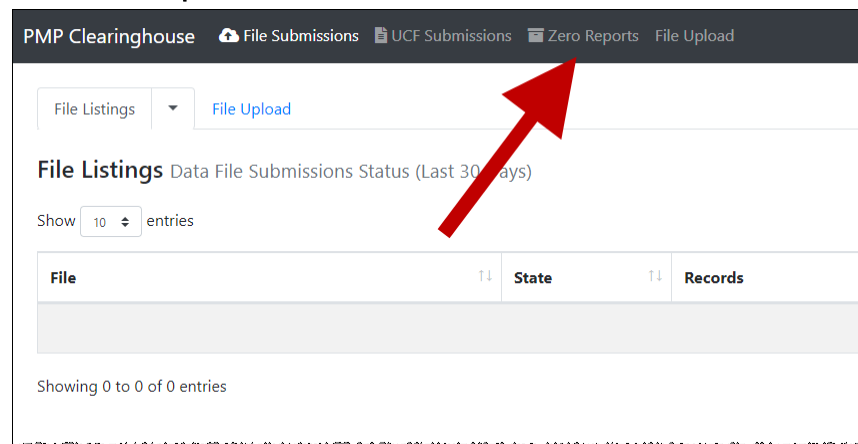 PMP Clearinghouse File Submissions UCF Submissions Zero Reports File Upload
File Listings File Upload
File Listings Data File Submissions Status (Last 30 Days)
Show 10 entries
File State Records
Showing 0 to 0 of 0 entries